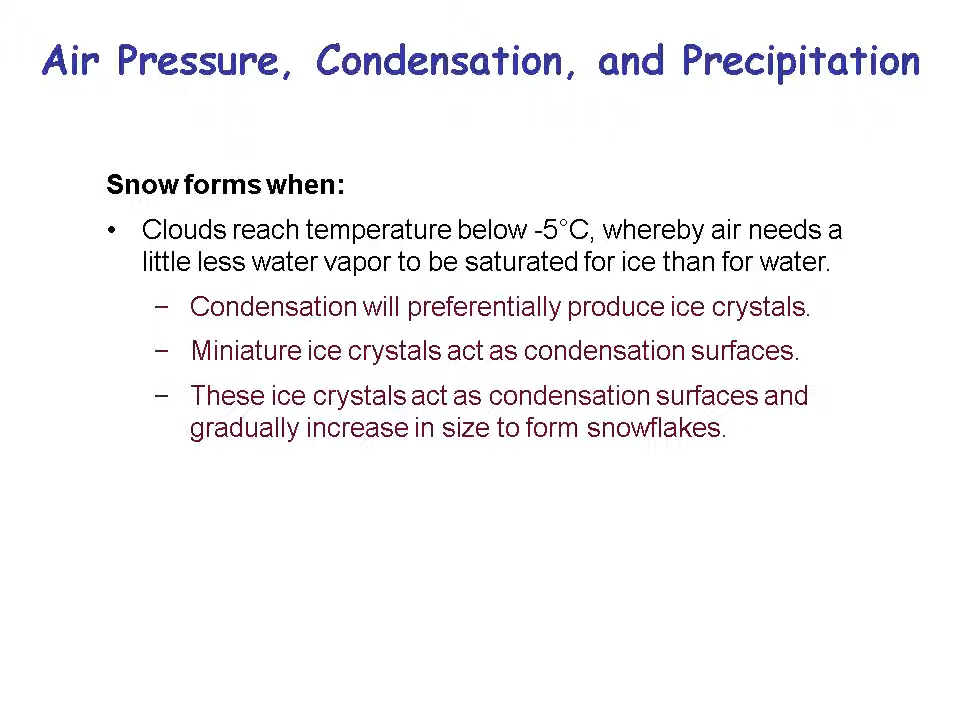 Air Pressure, Condensation, and Precipitation
Snow forms when:
• Clouds reach temperature below -5°C, whereby air needs a
little less water vapor to be saturated for ice than for water.
– Condensation will preferentially produce ice crystals.
– Miniature ice crystals act as condensation surfaces.
– These ice crystals act as condensation surfaces and
gradually increase in size to form snowflakes.